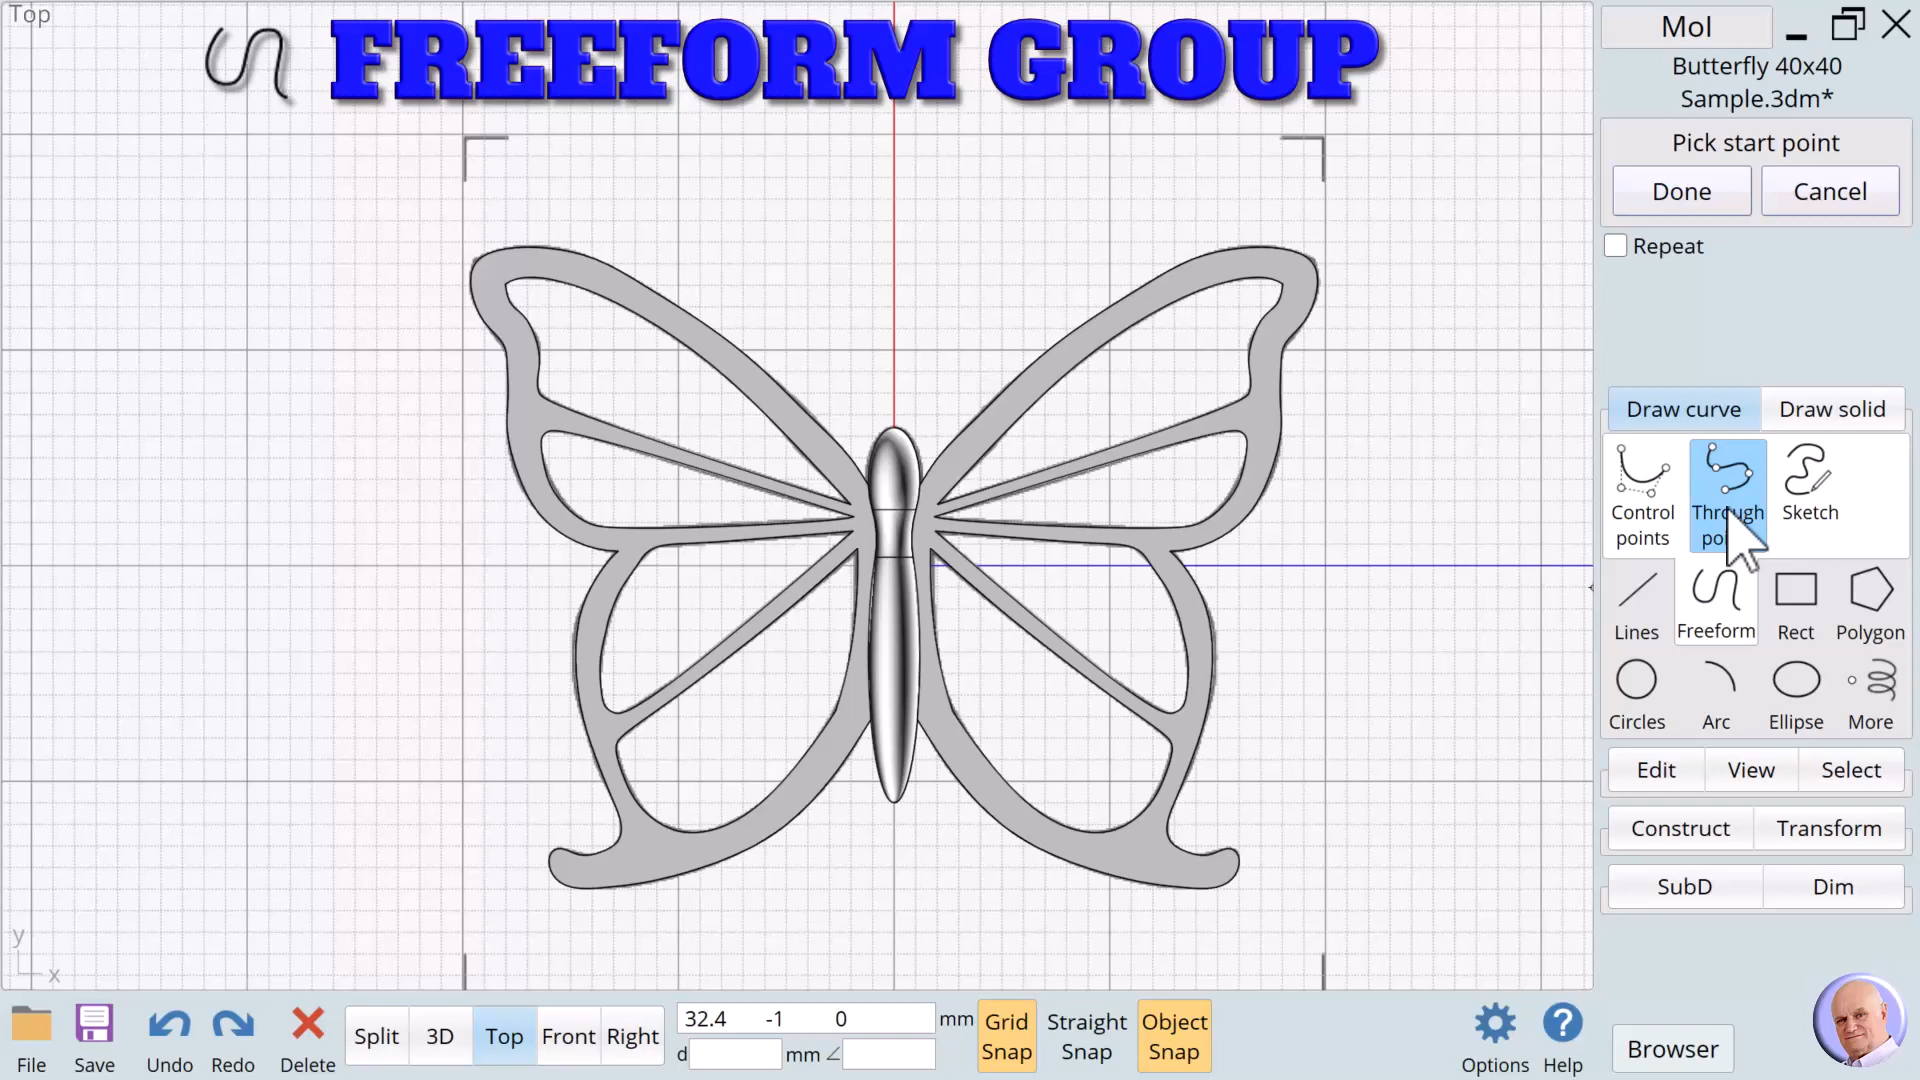 Top
FREEFORM GROUP
MoI
Butterfly 40x40
Sample.3dm*
Pick start point
Done Cancel
Repeat
Draw curve Draw solid
Control points Through Sketch
Lines Freeform Rect Polygon
Circles Arc Ellipse More
Edit View Select
Construct Transform
SubD Dim
y
x
File Save Undo Redo Delete
Split 3D Top Front Right
32.4 -1 0 mm
d mm ∠
Grid Snap Straight Snap Object Snap
Options Help
Browser